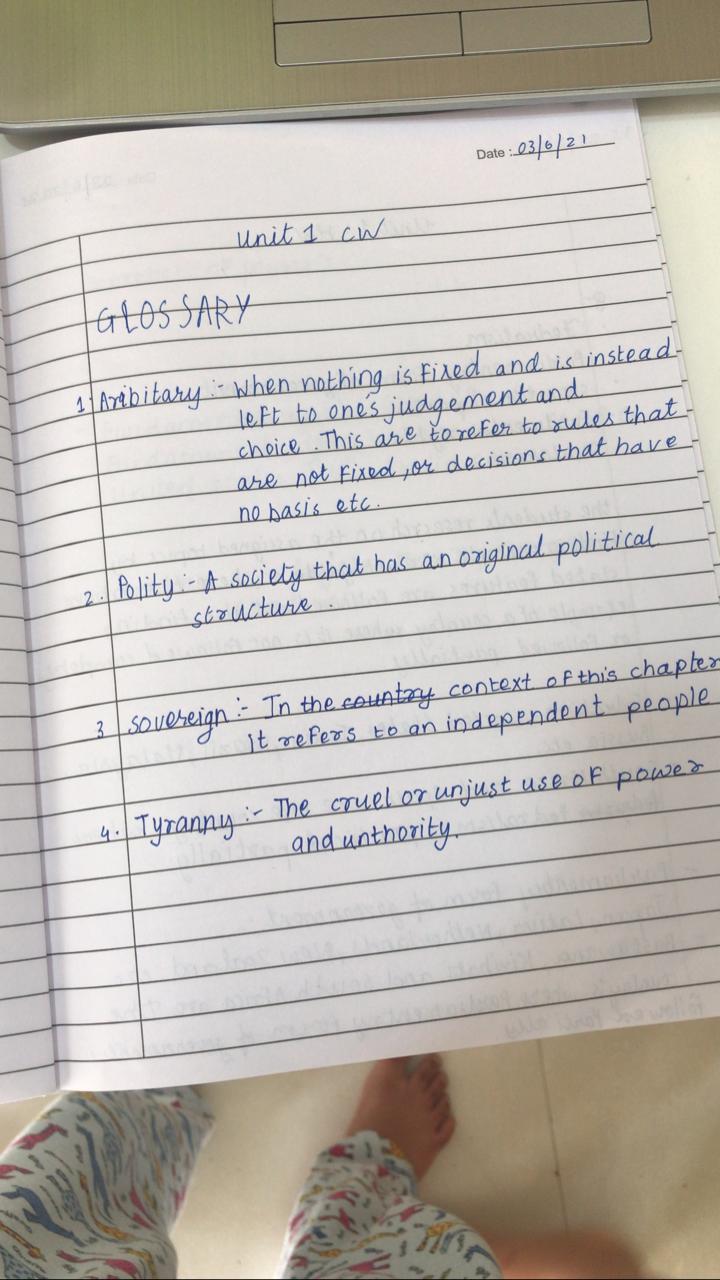 Date : 03/6/21
Unit 1 CW
GLOSSARY
1. Aribitary :- When nothing is fixed and is instead
left to one's judgement and
choice. This are to refer to rules that
are not fixed, or decisions that have
no basis etc.
2. Polity :- A society that has an original political
structure.
3 Sovereign :- In the country context of this chapter
it refers to an independent people
4. Tyranny :- The cruel or unjust use of power
and unthority.